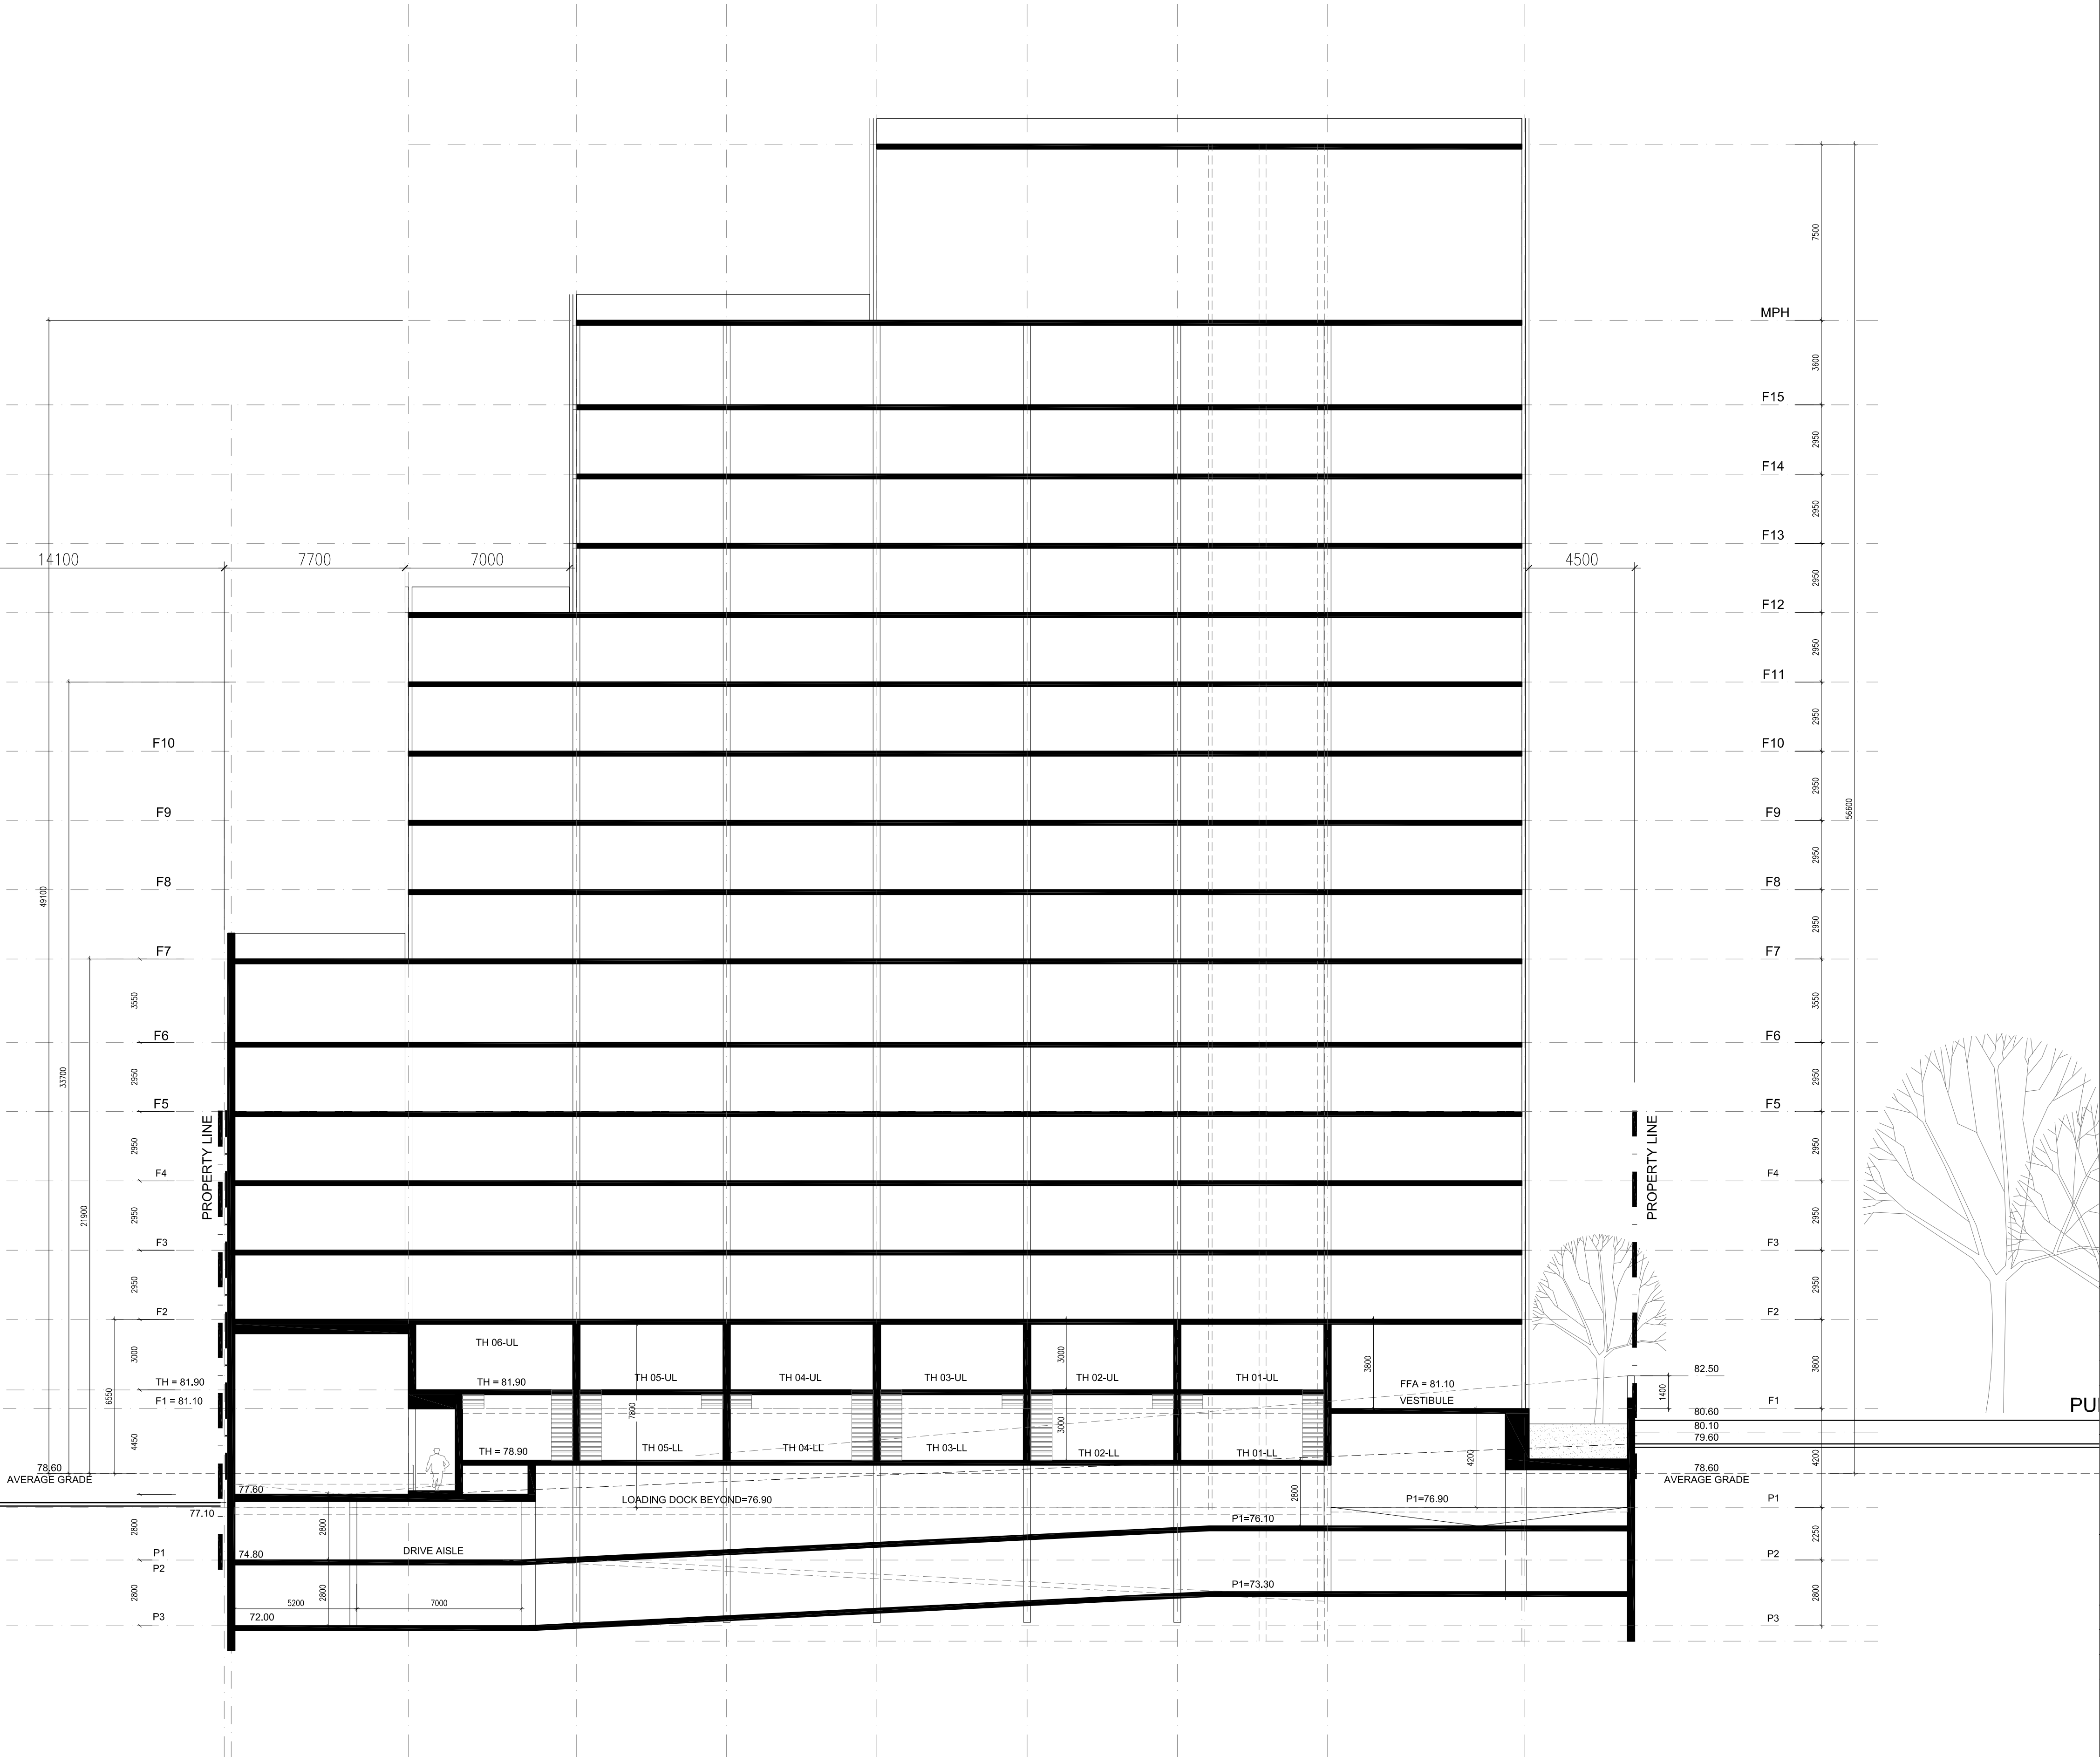 7500
MPH
3600
F15
2950
F14
2950
F13
14100
7700
7000
4500
2950
F12
2950
F11
2950
F10
F10
2950
F9
F9
56600
2950
F8
F8
49100
2950
F7
F7
3550
3550
F6
F6
33700
2950
2950
F5
F5
PROPERTY LINE
PROPERTY LINE
2950
2950
F4
F4
21900
2950
2950
F3
F3
2950
2950
F2
F2
3000
TH 06-UL
3000
3800
3800
TH = 81.90
TH = 81.90
TH 05-UL
TH 04-UL
TH 03-UL
TH 02-UL
TH 01-UL
FFA = 81.10
82.50
6550
F1 = 81.10
7800
VESTIBULE
1400
F1
PU
80.60
80.10
79.60
4450
TH = 78.90
TH 05-LL
TH 04-LL
TH 03-LL
3000
TH 02-LL
TH 01-LL
4200
4200
78.60
AVERAGE GRADE
78.60
AVERAGE GRADE
77.60
77.10
LOADING DOCK BEYOND=76.90
2800
P1=76.90
P1
P1=76.10
2800
2800
2250
P1
74.80
DRIVE AISLE
P2
P2
2800
5200
2800
7000
P1=73.30
2800
P3
72.00
P3